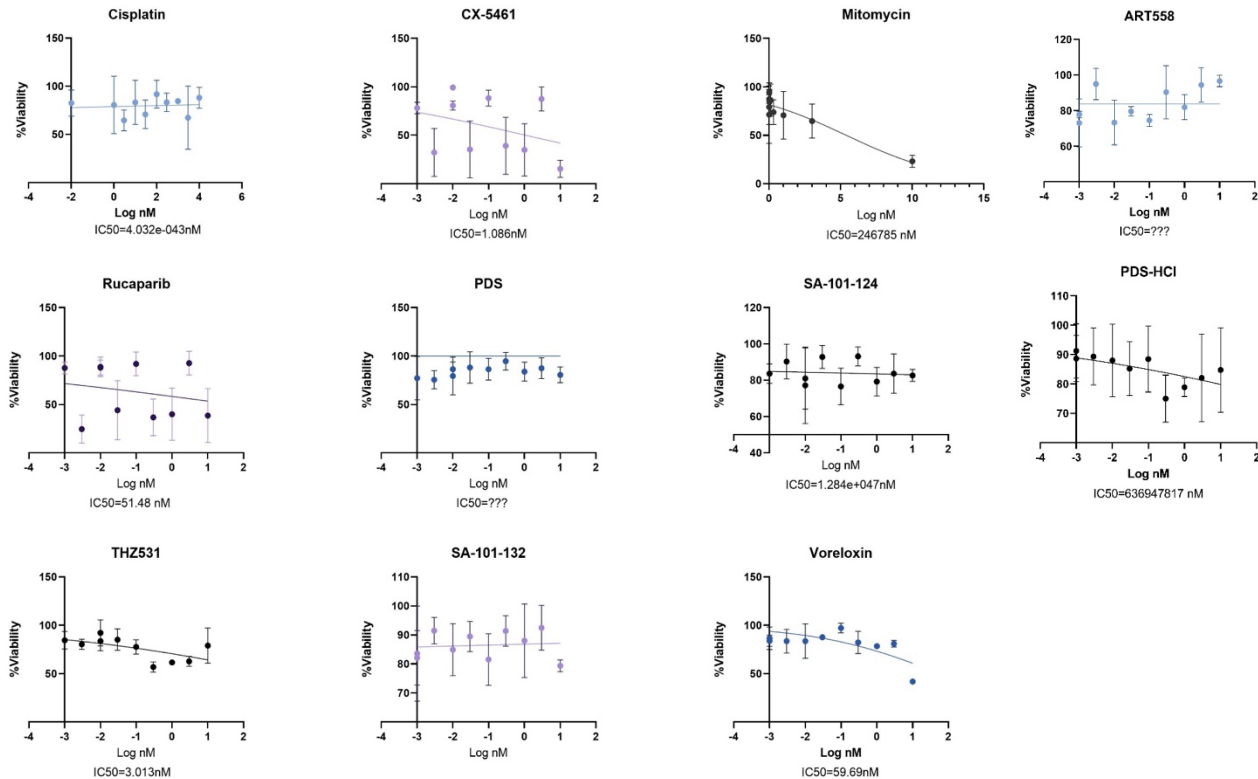 Cisplatin
150
100
50
%Viability
-4 -2 0 2 4 6
Log nM
IC50=4.032e-043nM
CX-5461
150
100
50
%Viability
-4 -3 -2 -1 0 1 2
Log nM
IC50=1.086nM
Mitomycin
150
100
50
0
%Viability
0 5 10 15
Log nM
IC50=246785 nM
ART558
120
100
80
60
%Viability
-4 -3 -2 -1 0 1 2
Log nM
IC50=???
Rucaparib
150
100
50
%Viability
-4 -3 -2 -1 0 1 2
Log nM
IC50=51.48 nM
PDS
150
100
50
%Viability
-4 -3 -2 -1 0 1 2
Log nM
IC50=???
SA-101-124
120
100
80
60
40
%Viability
-4 -3 -2 -1 0 1 2
Log nM
IC50=1.284e+047nM
PDS-HCl
110
100
90
80
70
60
%Viability
-4 -3 -2 -1 0 1 2
Log nM
IC50=636947817 nM
THZ531
150
100
50
%Viability
-4 -3 -2 -1 0 1 2
Log nM
IC50=3.013nM
SA-101-132
110
100
90
80
70
%Viability
-4 -3 -2 -1 0 1 2
Log nM
Voreloxin
150
100
50
%Viability
-4 -3 -2 -1 0 1 2
Log nM
IC50=59.69nM